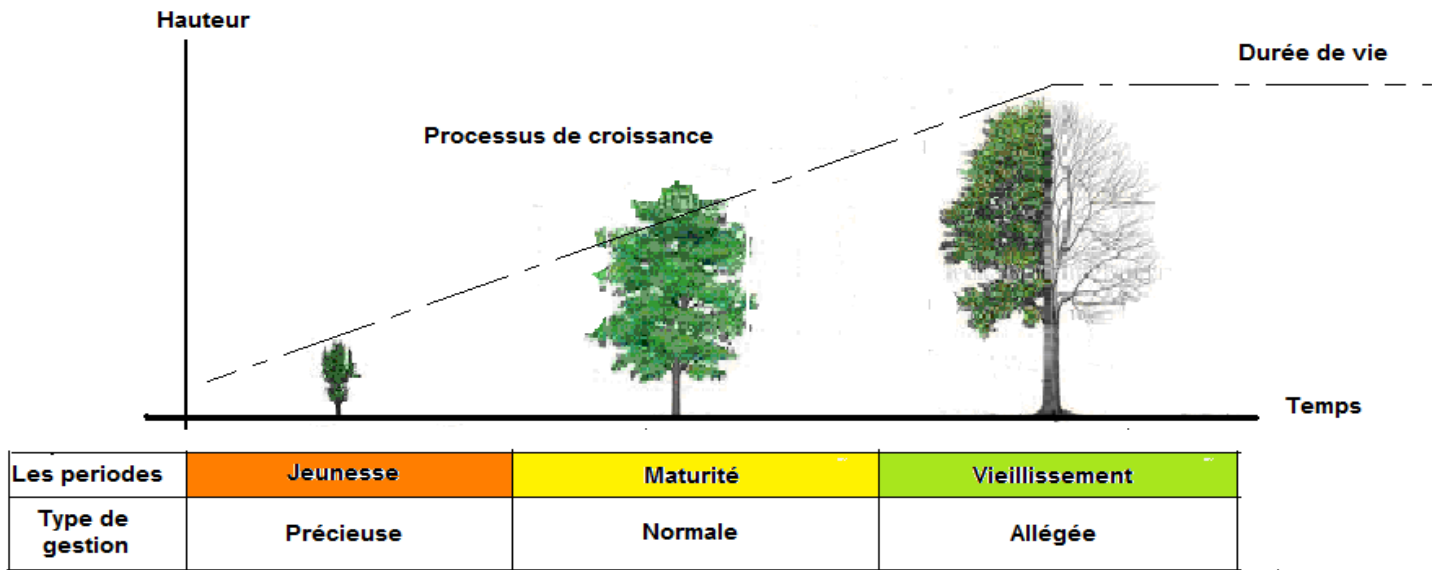 Hauteur
Durée de vie
Processus de croissance
Temps
Les periodes
Jeunesse
Maturité
Vieillissement
Type de
gestion
Précieuse
Normale
Allégée